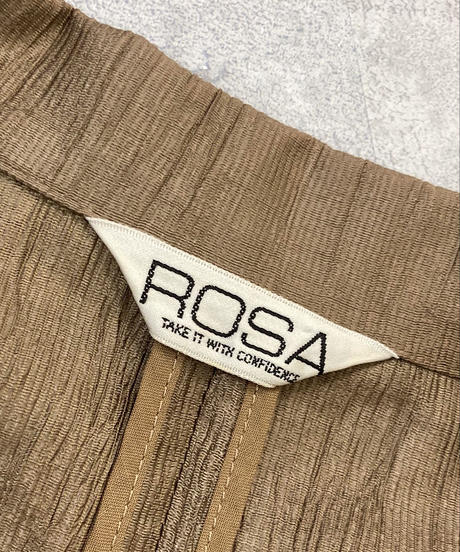 ROSA
TAKE IT WITH CONFIDENCE